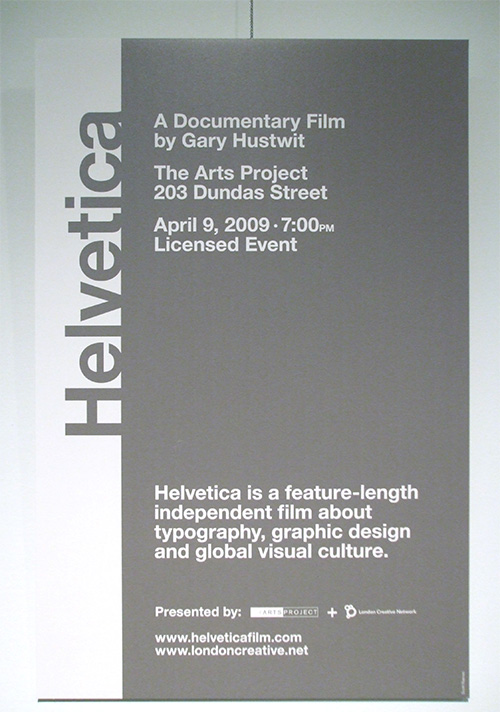 Helvetica
A Documentary Film
by Gary Hustwit
The Arts Project
203 Dundas Street
April 9, 2009 · 7:00PM
Licensed Event
Helvetica is a feature-length
independent film about
typography, graphic design
and global visual culture.
Presented by: ARTSPROJECT + London Creative Network
www.helveticafilm.com
www.londoncreative.net